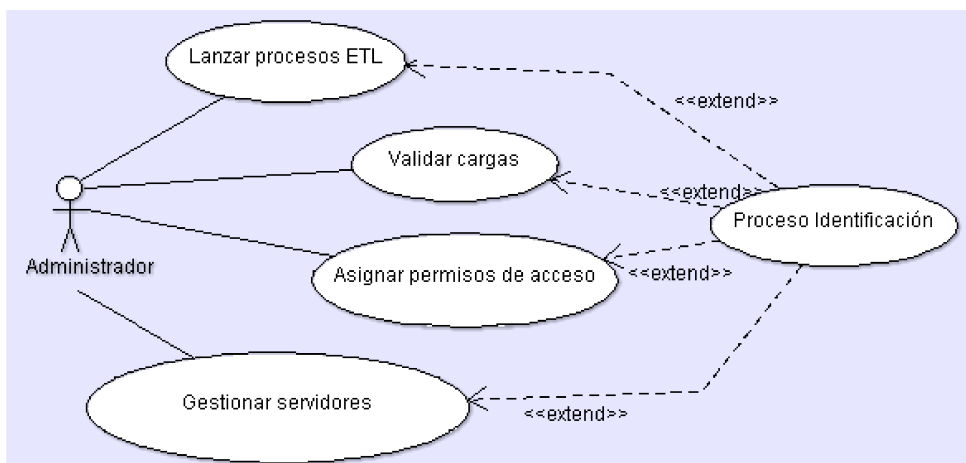 Lanzar procesos ETL
<<extend>>
Validar cargas
<<extend>>
Proceso Identificación
Administrador
Asignar permisos de acceso
<<extend>>
Gestionar servidores
<<extend>>